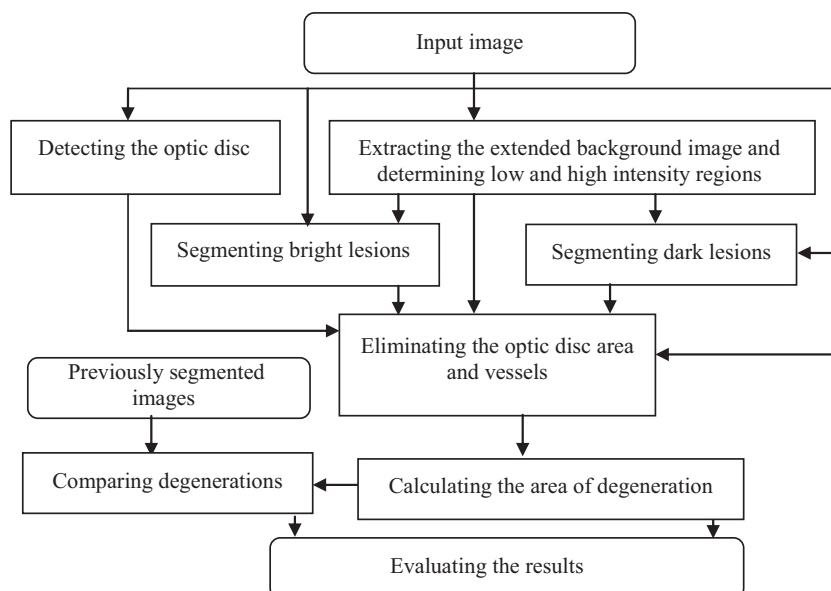 Input image
Detecting the optic disc
Extracting the extended background image and
determining low and high intensity regions
Segmenting bright lesions
Segmenting dark lesions
Eliminating the optic disc area
and vessels
Previously segmented
images
Comparing degenerations
Calculating the area of degeneration
Evaluating the results